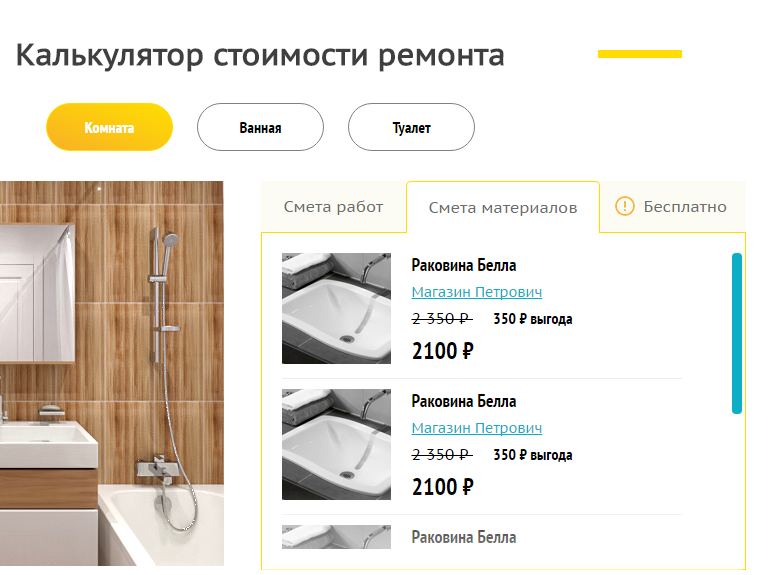 Калькулятор стоимости ремонта
Комната
Ванная
Туалет
Смета работ
Смета материалов
! Бесплатно
Раковина Белла
Магазин Петрович
2 350 ₽ 350 ₽ выгода
2100 ₽
Раковина Белла
Магазин Петрович
2 350 ₽ 350 ₽ выгода
2100 ₽
Раковина Белла